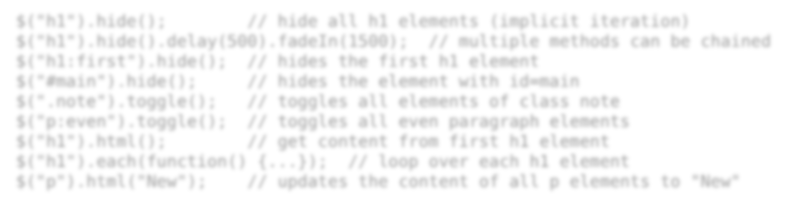 $("h1").hide();        // hide all h1 elements (implicit iteration)
$("h1").hide().delay(500).fadeIn(1500);  // multiple methods can be chained
$("h1:first").hide();  // hides the first h1 element
$("#main").hide();     // hides the element with id=main
$(".note").toggle();   // toggles all elements of class note
$("p:even").toggle();  // toggles all even paragraph elements
$("h1").html();        // get content from first h1 element
$("h1").each(function() {...});  // loop over each h1 element
$("p").html("New");    // updates the content of all p elements to "New"